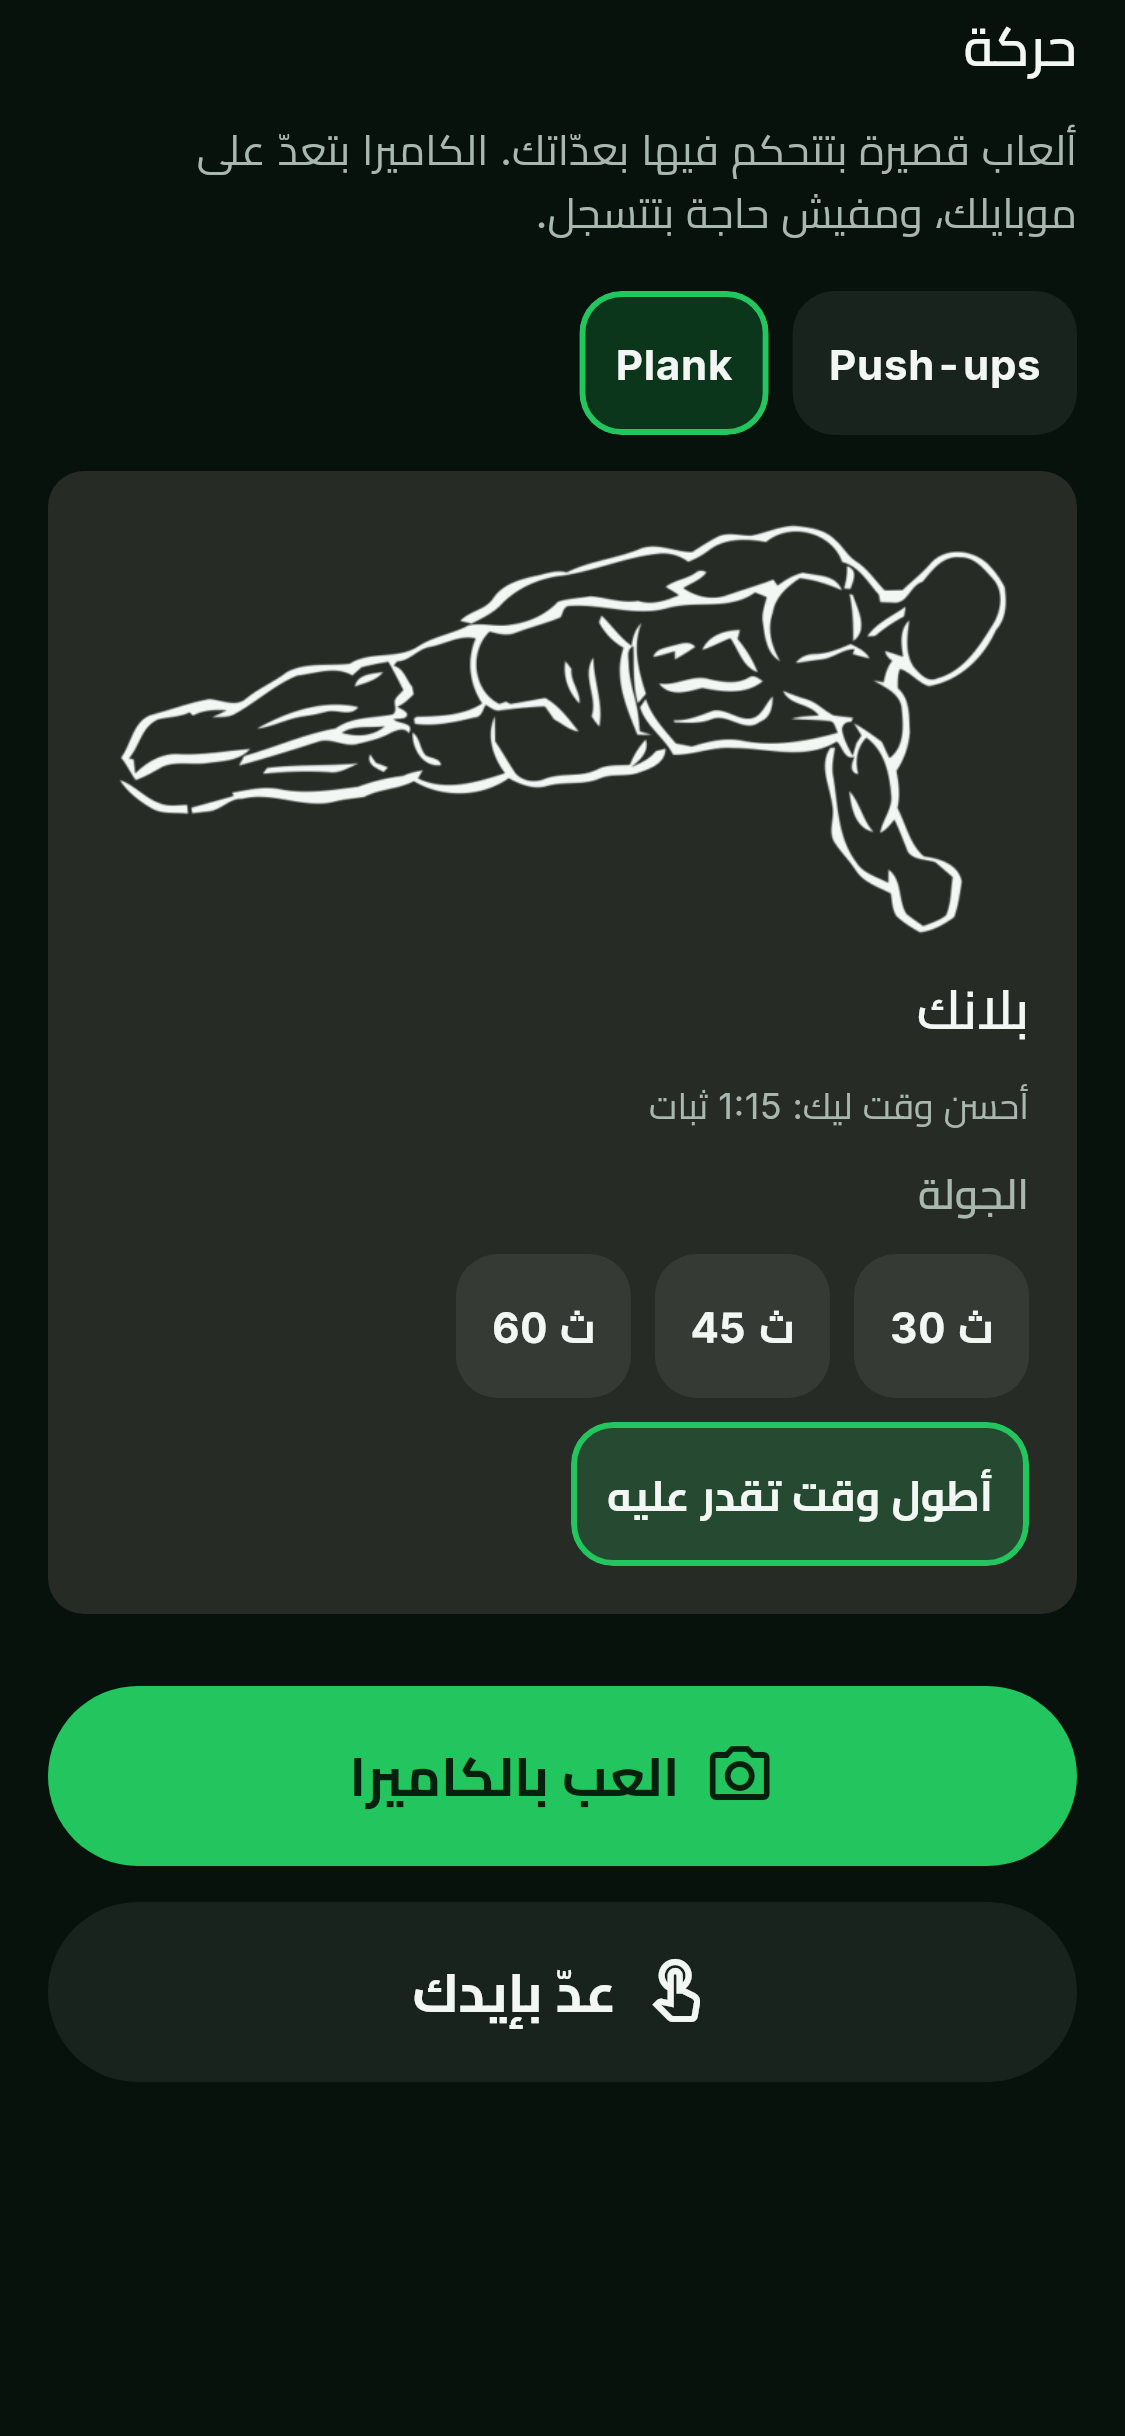 حركة
ألعاب قصيرة بتتحكم فيها بعدّاتك. الكاميرا بتعدّ على
موبايلك، ومفيش حاجة بتتسجل.
Push-ups
Plank
بلانك
أحسن وقت ليك: 1:15 ثبات
الجولة
30 ث
45 ث
60 ث
أطول وقت تقدر عليه
العب بالكاميرا
عدّ بإيدك